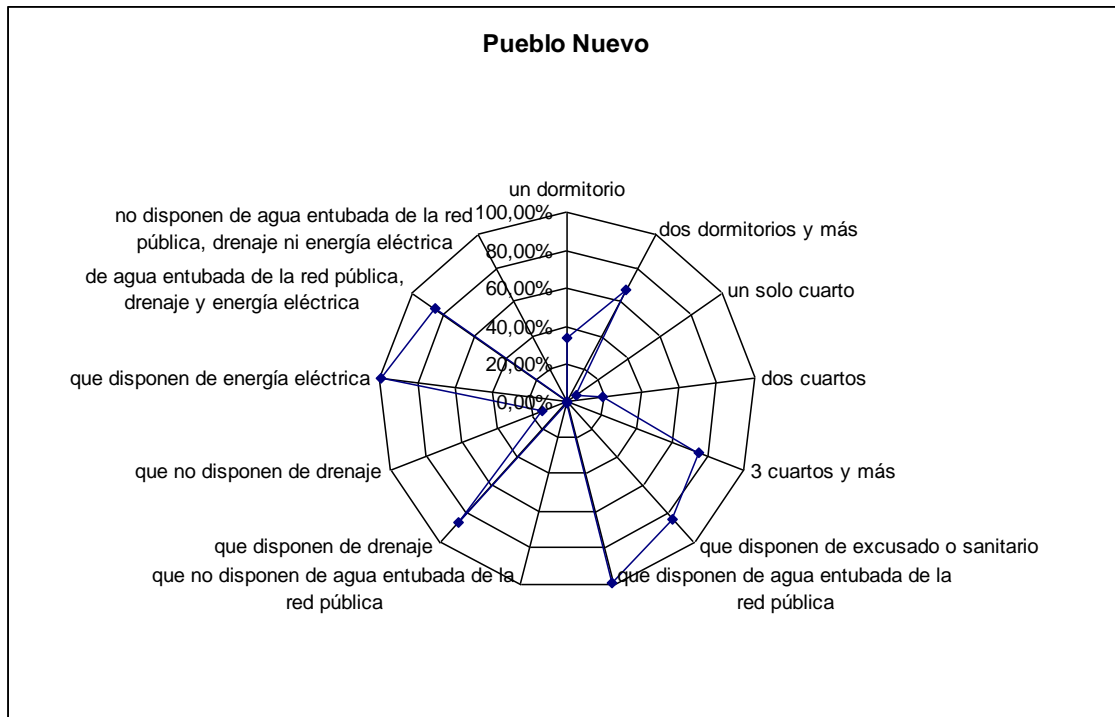 Pueblo Nuevo
un dormitorio
100,00%
80,00%
60,00%
40,00%
20,00%
0,00%
dos dormitorios y más
un solo cuarto
dos cuartos
3 cuartos y más
que disponen de excusado o sanitario
que disponen de agua entubada de la
red pública
que no disponen de agua entubada de la
red pública
que disponen de drenaje
que no disponen de drenaje
que disponen de energía eléctrica
de agua entubada de la red pública,
drenaje y energía eléctrica
no disponen de agua entubada de la red
pública, drenaje ni energía eléctrica